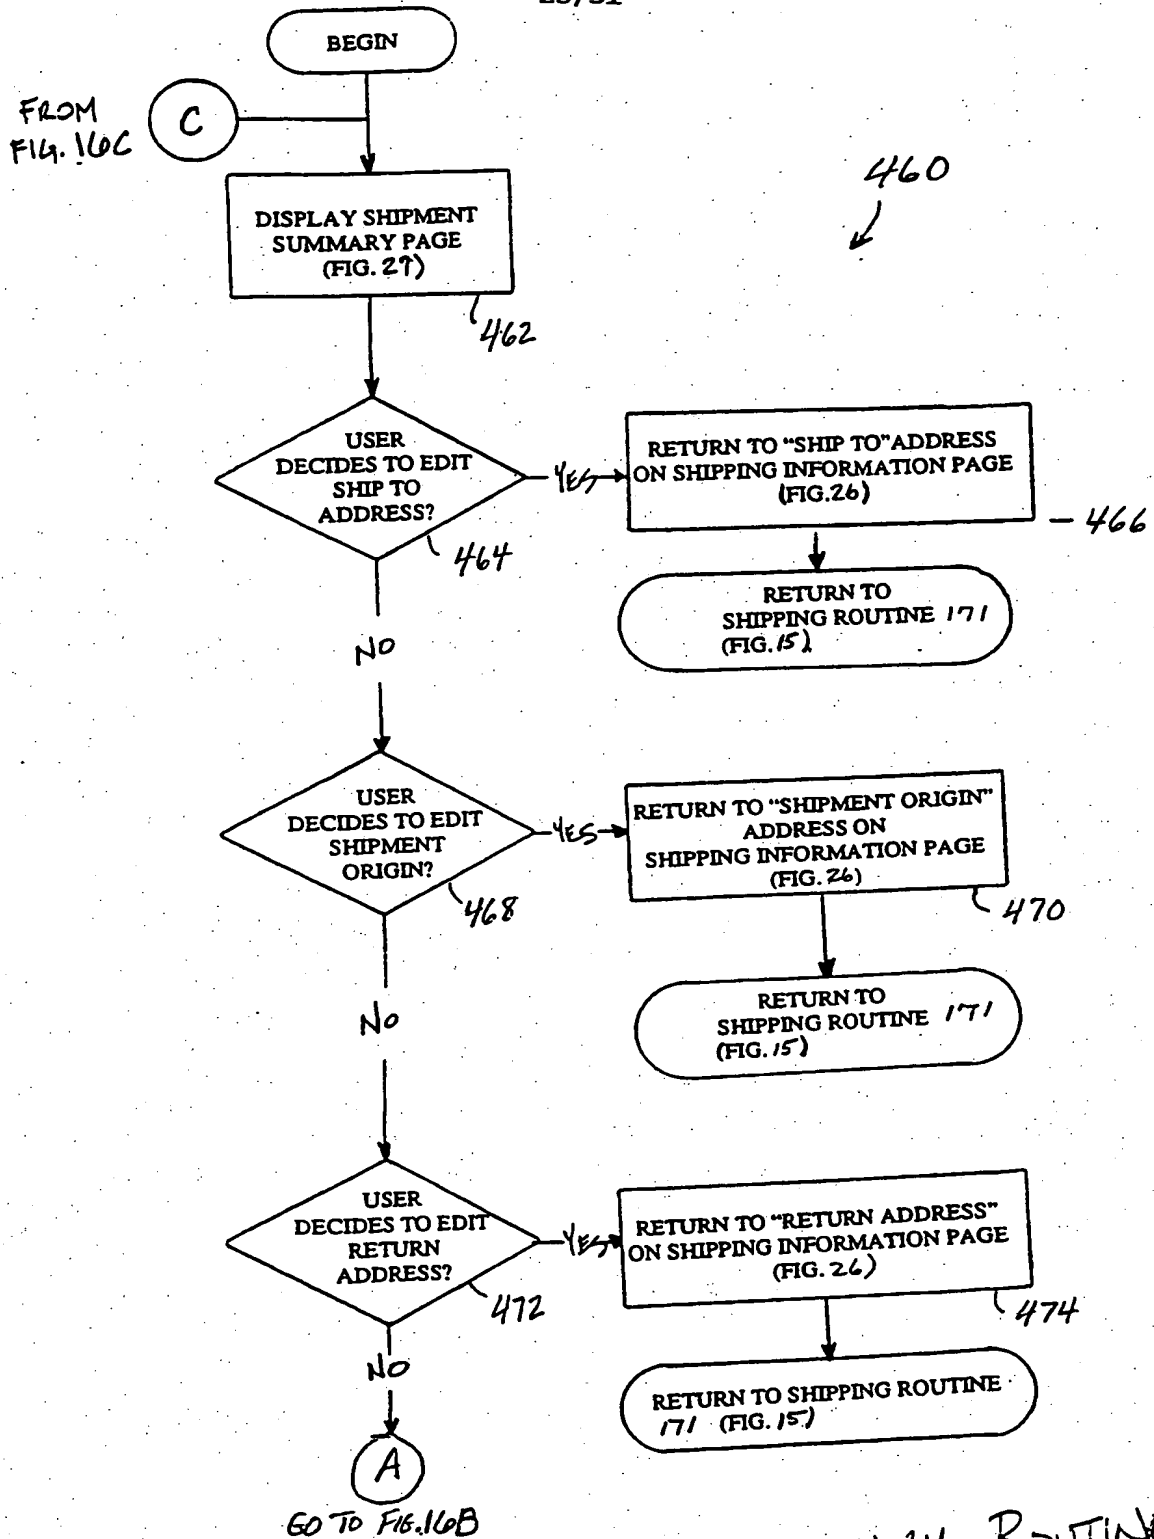 BEGIN
FROM
FIG. 16C
C
460
DISPLAY SHIPMENT
SUMMARY PAGE
(FIG. 27)
462
USER
DECIDES TO EDIT
SHIP TO
ADDRESS?
464
YES
RETURN TO "SHIP TO" ADDRESS
ON SHIPPING INFORMATION PAGE
(FIG. 26)
466
RETURN TO
SHIPPING ROUTINE 171
(FIG. 15)
NO
USER
DECIDES TO EDIT
SHIPMENT
ORIGIN?
468
YES
RETURN TO "SHIPMENT ORIGIN"
ADDRESS ON
SHIPPING INFORMATION PAGE
(FIG. 26)
470
RETURN TO
SHIPPING ROUTINE 171
(FIG. 15)
NO
USER
DECIDES TO EDIT
RETURN
ADDRESS?
472
YES
RETURN TO "RETURN ADDRESS"
ON SHIPPING INFORMATION PAGE
(FIG. 26)
474
RETURN TO SHIPPING ROUTINE
171 (FIG. 15)
NO
A
GO TO FIG. 16B